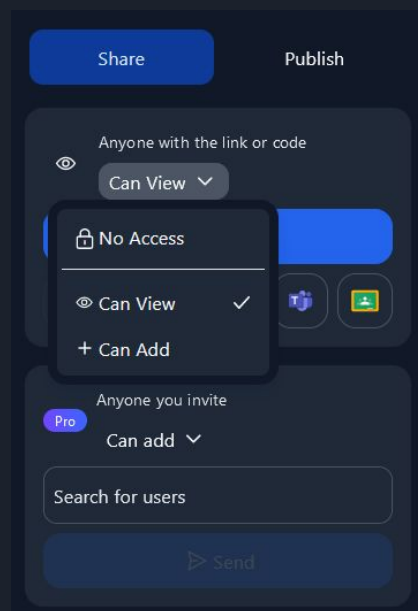 Share
Publish
Anyone with the link or code
Can View
No Access
Can View
Can Add
Anyone you invite
Pro
Can add
Search for users
Send